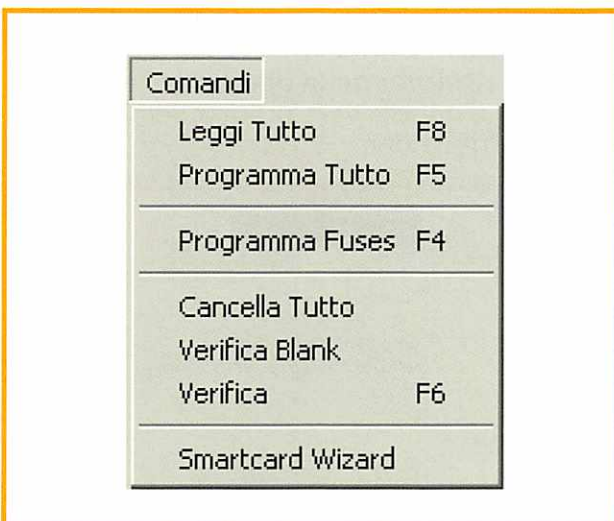 Comandi
Leggi Tutto F8
Programma Tutto F5
Programma Fuses F4
Cancella Tutto
Verifica Blank
Verifica F6
Smartcard Wizard